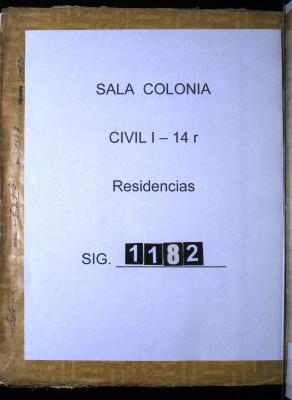 SALA COLONIA
CIVIL I – 14 r
Residencias
SIG. 1182